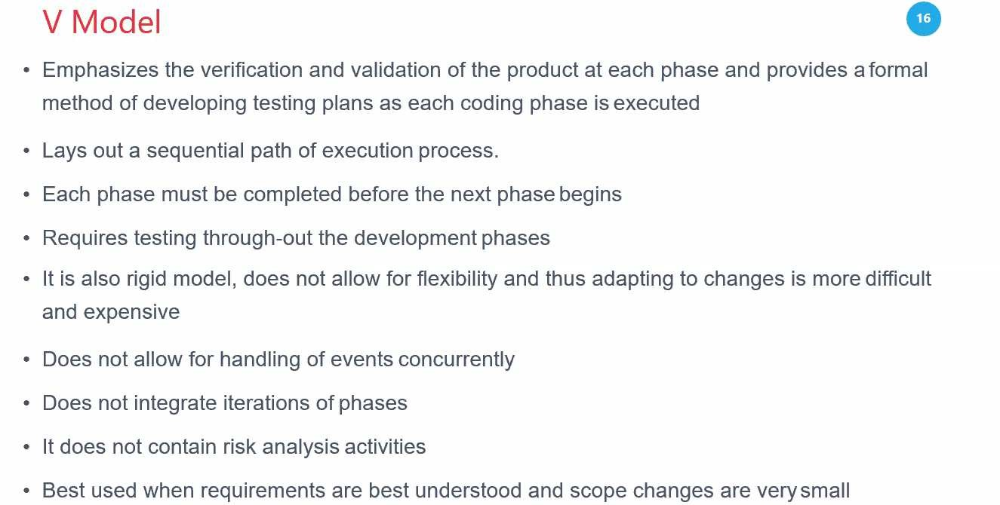 V Model
16
• Emphasizes the verification and validation of the product at each phase and provides a formal
method of developing testing plans as each coding phase is executed
• Lays out a sequential path of execution process.
• Each phase must be completed before the next phase begins
• Requires testing through-out the development phases
• It is also rigid model, does not allow for flexibility and thus adapting to changes is more difficult
and expensive
• Does not allow for handling of events concurrently
• Does not integrate iterations of phases
• It does not contain risk analysis activities
• Best used when requirements are best understood and scope changes are very small